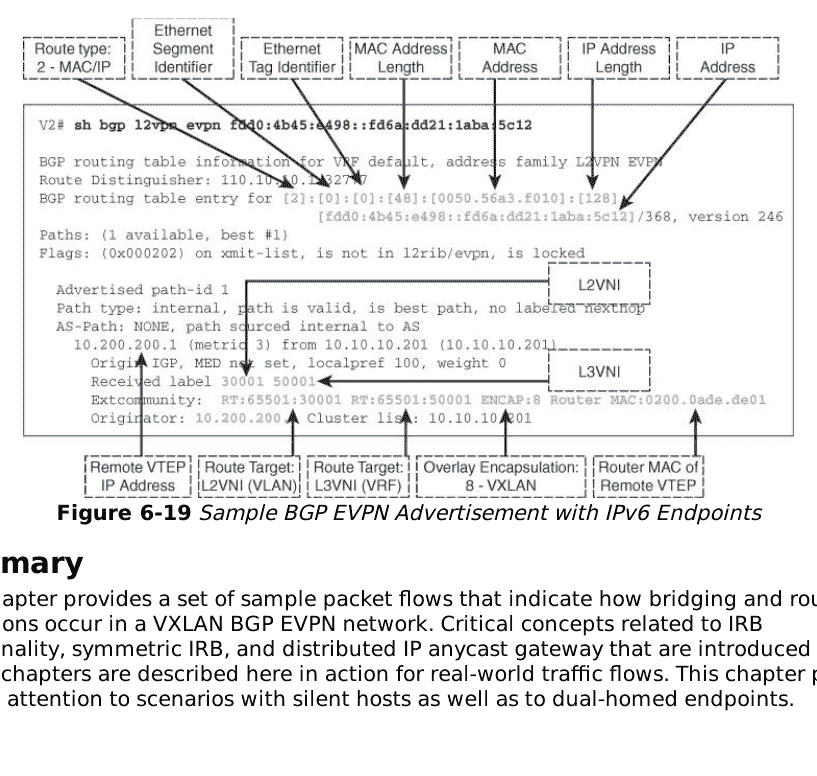 Route type: 2 - MAC/IP
Ethernet Segment Identifier
Ethernet Tag Identifier
MAC Address Length
MAC Address
IP Address Length
IP Address
V2# sh bgp l2vpn evpn fdd0:4b45:e498::fd6a:dd21:1aba:5c12
BGP routing table information for VRF default, address family L2VPN EVPN
Route Distinguisher: 110.10.10.1:32777
BGP routing table entry for [2]:[0]:[0]:[48]:[0050.56a3.f010]:[128]
[fdd0:4b45:e498::fd6a:dd21:1aba:5c12]/368, version 246
Paths: (1 available, best #1)
Flags: (0x000202) on xmit-list, is not in l2rib/evpn, is locked
L2VNI
Advertised path-id 1
Path type: internal, path is valid, is best path, no labeled nexthop
AS-Path: NONE, path sourced internal to AS
10.200.200.1 (metric 3) from 10.10.10.201 (10.10.10.201)
Origin IGP, MED not set, localpref 100, weight 0
L3VNI
Received label 30001 50001
Extcommunity: RT:65501:30001 RT:65501:50001 ENCAP:8 Router MAC:0200.0ade.de01
Originator: 10.200.200. Cluster list: 10.10.10.201
Remote VTEP IP Address
Route Target: L2VNI (VLAN)
Route Target: L3VNI (VRF)
Overlay Encapsulation: 8 - VXLAN
Router MAC of Remote VTEP
Figure 6-19 Sample BGP EVPN Advertisement with IPv6 Endpoints
mary
apter provides a set of sample packet flows that indicate how bridging and rou
ons occur in a VXLAN BGP EVPN network. Critical concepts related to IRB
nality, symmetric IRB, and distributed IP anycast gateway that are introduced
chapters are described here in action for real-world traffic flows. This chapter p
attention to scenarios with silent hosts as well as to dual-homed endpoints.